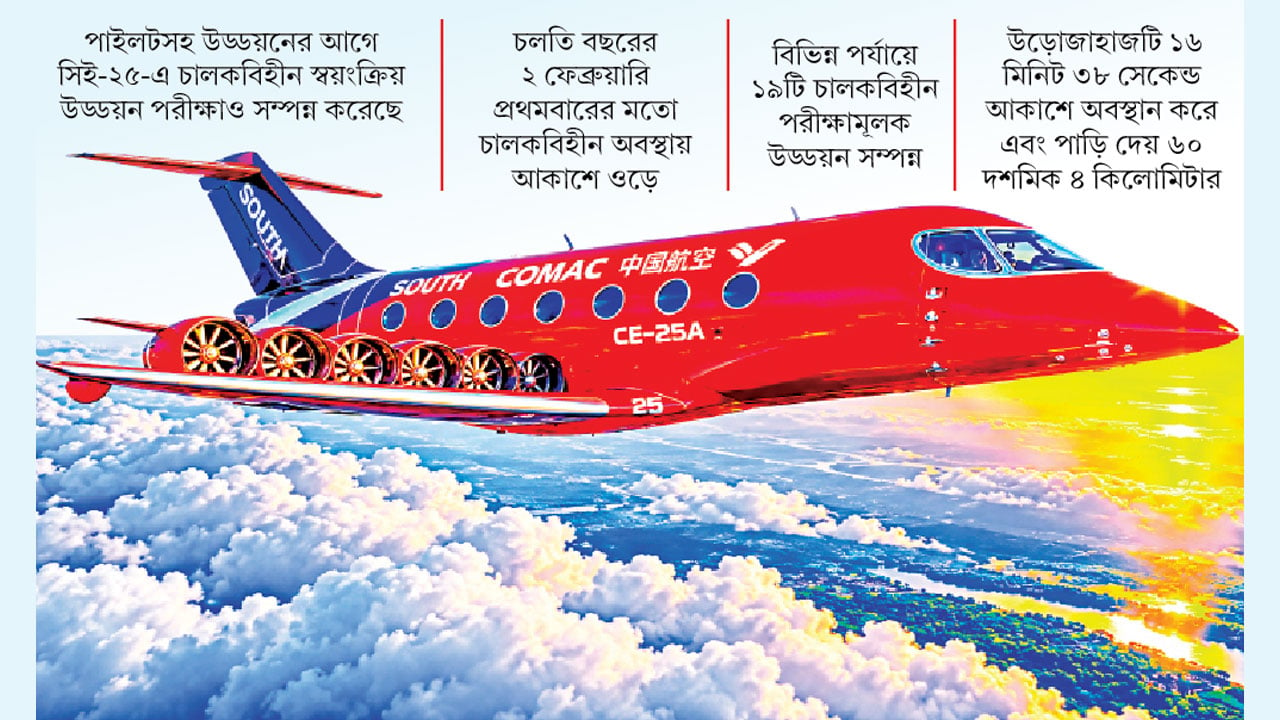 পাইলটসহ উড্ডয়নের আগে
সিই-২৫-এ চালকবিহীন স্বয়ংক্রিয়
উড্ডয়ন পরীক্ষাও সম্পন্ন করেছে
চলতি বছরের
২ ফেব্রুয়ারি
প্রথমবারের মতো
চালকবিহীন অবস্থায়
আকাশে ওড়ে
বিভিন্ন পর্যায়ে
১৯টি চালকবিহীন
পরীক্ষামূলক
উড্ডয়ন সম্পন্ন
উড়োজাহাজটি ১৬
মিনিট ৩৮ সেকেন্ড
আকাশে অবস্থান করে
এবং পাড়ি দেয় ৬০
দশমিক ৪ কিলোমিটার
SOUTH
SOUTH COMAC 中国航空
CE-25A
25